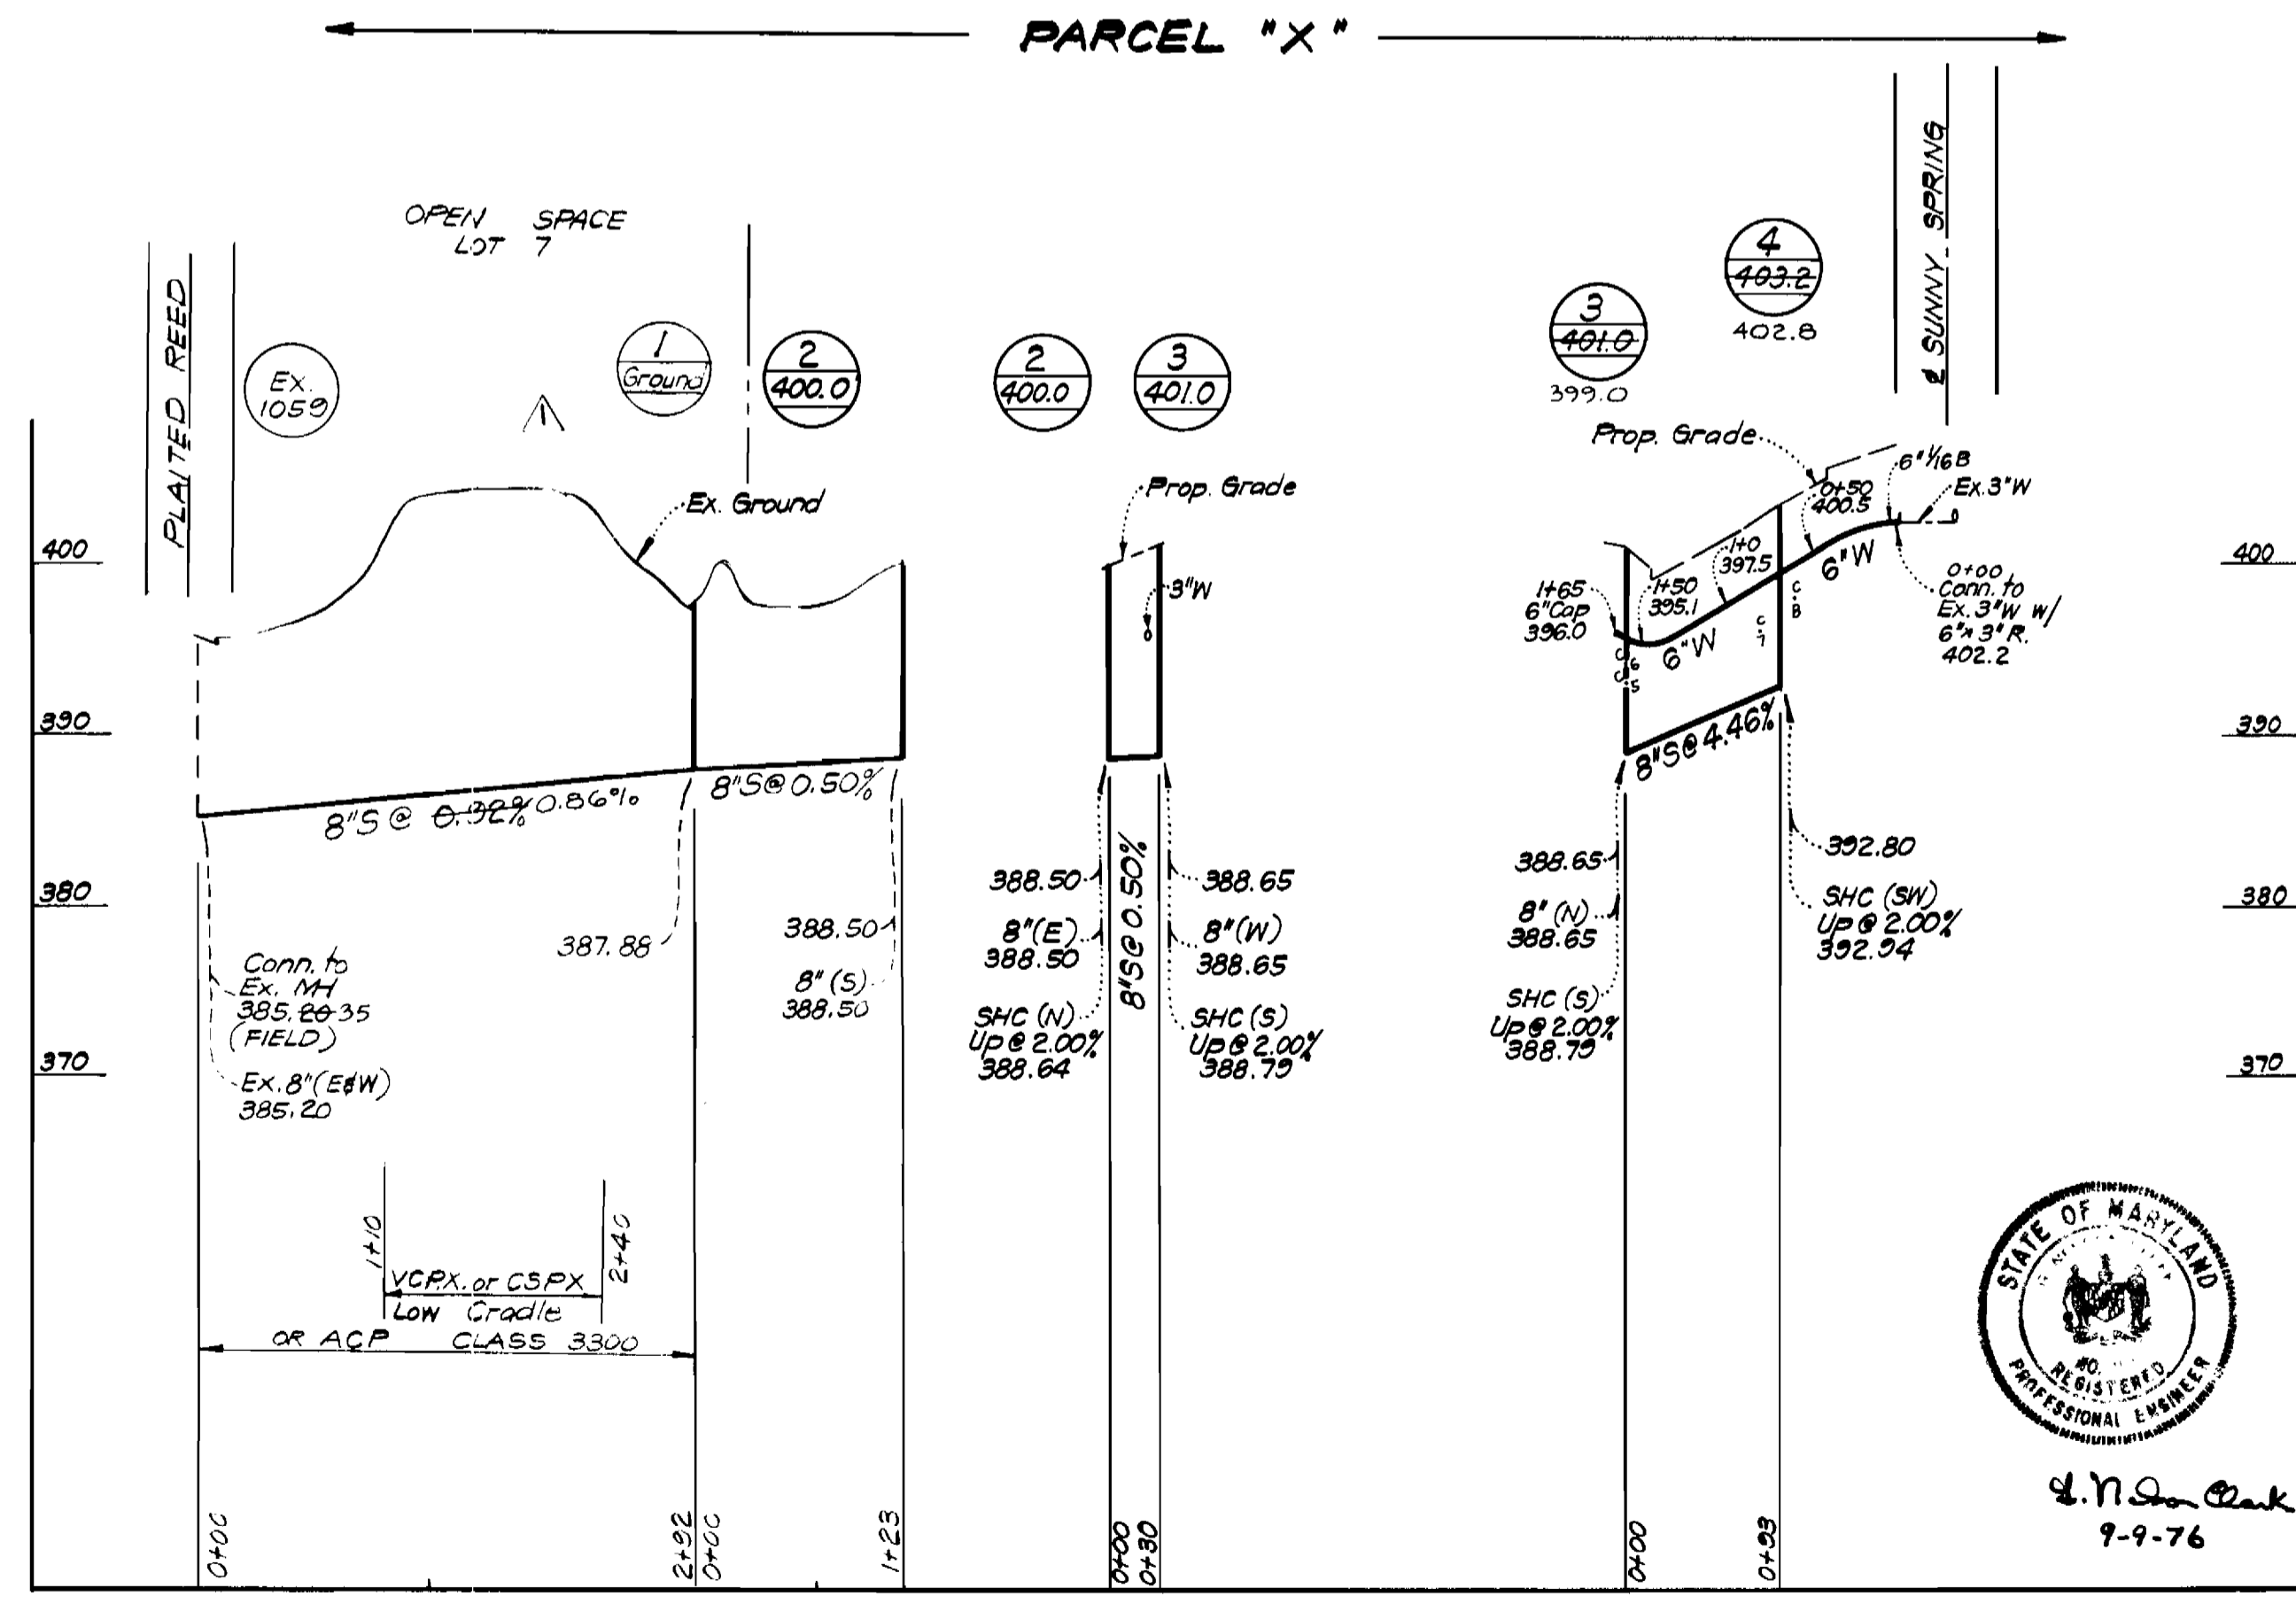 PARCEL "X"
OPEN SPACE
LOT 7
PLAITED REED
℄ SUNNY SPRING
EX.
1059
1
Ground
2
400.0
2
400.0
3
401.0
3
401.0
399.0
4
403.2
402.8
Ex. Ground
Prop. Grade
3"W
Prop. Grade
0+50
400.5
6" 1/16 B
Ex. 3"W
1+0
397.5
6"W
0+00
Conn. to
Ex. 3"W W/
6"x3" R.
402.2
1+65
6"Cap
396.0
1+50
395.1
6"W
C.6
C.5
C.7
C.B
400
390
380
370
400
390
380
370
8"S @ 0.32% 0.86%
8"S@ 0.50%
8"S@ 0.50%
8"S@ 4.46%
Conn. to
Ex. MH
385.20 35
(FIELD)
Ex. 8"(E&W)
385.20
387.88
388.50
8" (S)
388.50
388.50
8"(E)
388.50
SHC (N)
Up @ 2.00%
388.64
388.65
8"(W)
388.65
SHC (S)
Up @ 2.00%
388.79
388.65
8" (N)
388.65
SHC (S)
Up @ 2.00%
388.79
392.80
SHC (SW)
Up @ 2.00%
392.94
1+10
2+40
VCP.X. or CSPX
Low Cradle
OR ACP CLASS 3300
0+00
2+92
0+00
1+23
0+00
0+30
0+00
0+93
STATE OF MARYLAND
NO.
REGISTERED
PROFESSIONAL ENGINEER
Clark
9-9-76